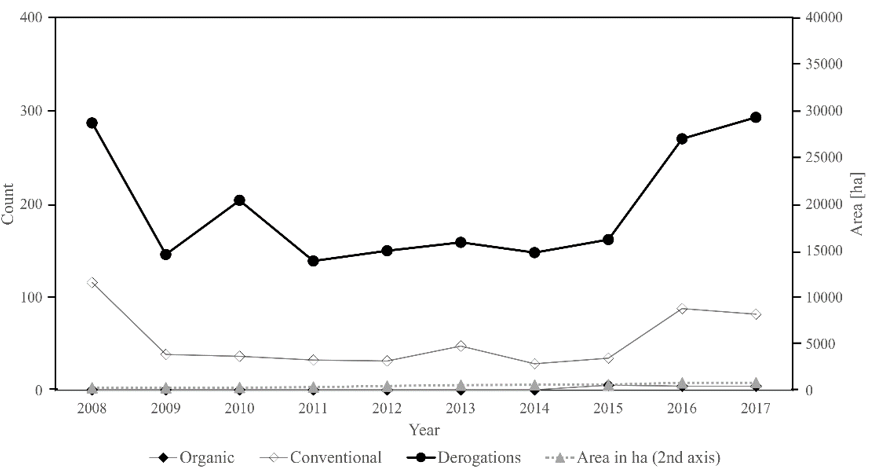 400
300
200
100
0
Count
40000
35000
30000
25000
20000
15000
10000
5000
0
Area [ha]
2008 2009 2010 2011 2012 2013 2014 2015 2016 2017
Year
Organic Conventional Derogations Area in ha (2nd axis)